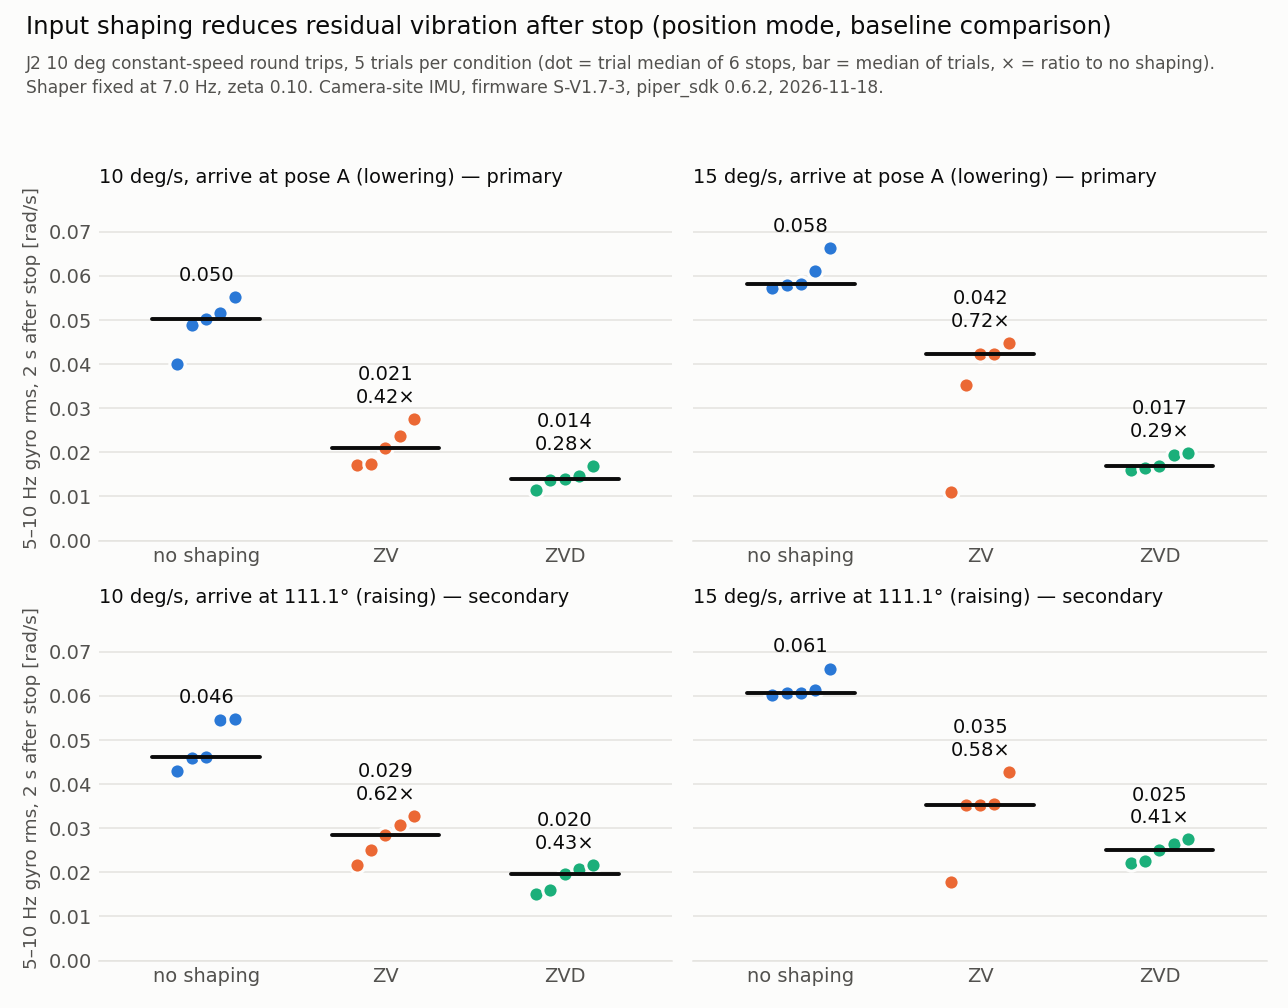 Input shaping reduces residual vibration after stop (position mode, baseline comparison)
J2 10 deg constant-speed round trips, 5 trials per condition (dot = trial median of 6 stops, bar = median of trials, × = ratio to no shaping).
Shaper fixed at 7.0 Hz, zeta 0.10. Camera-site IMU, firmware S-V1.7-3, piper_sdk 0.6.2, 2026-11-18.
10 deg/s, arrive at pose A (lowering) — primary
5–10 Hz gyro rms, 2 s after stop [rad/s]
0.07
0.06
0.05
0.04
0.03
0.02
0.01
0.00
0.050
0.021
0.42×
0.014
0.28×
no shaping
ZV
ZVD
15 deg/s, arrive at pose A (lowering) — primary
0.058
0.042
0.72×
0.017
0.29×
no shaping
ZV
ZVD
10 deg/s, arrive at 111.1° (raising) — secondary
5–10 Hz gyro rms, 2 s after stop [rad/s]
0.07
0.06
0.05
0.04
0.03
0.02
0.01
0.00
0.046
0.029
0.62×
0.020
0.43×
no shaping
ZV
ZVD
15 deg/s, arrive at 111.1° (raising) — secondary
0.061
0.035
0.58×
0.025
0.41×
no shaping
ZV
ZVD